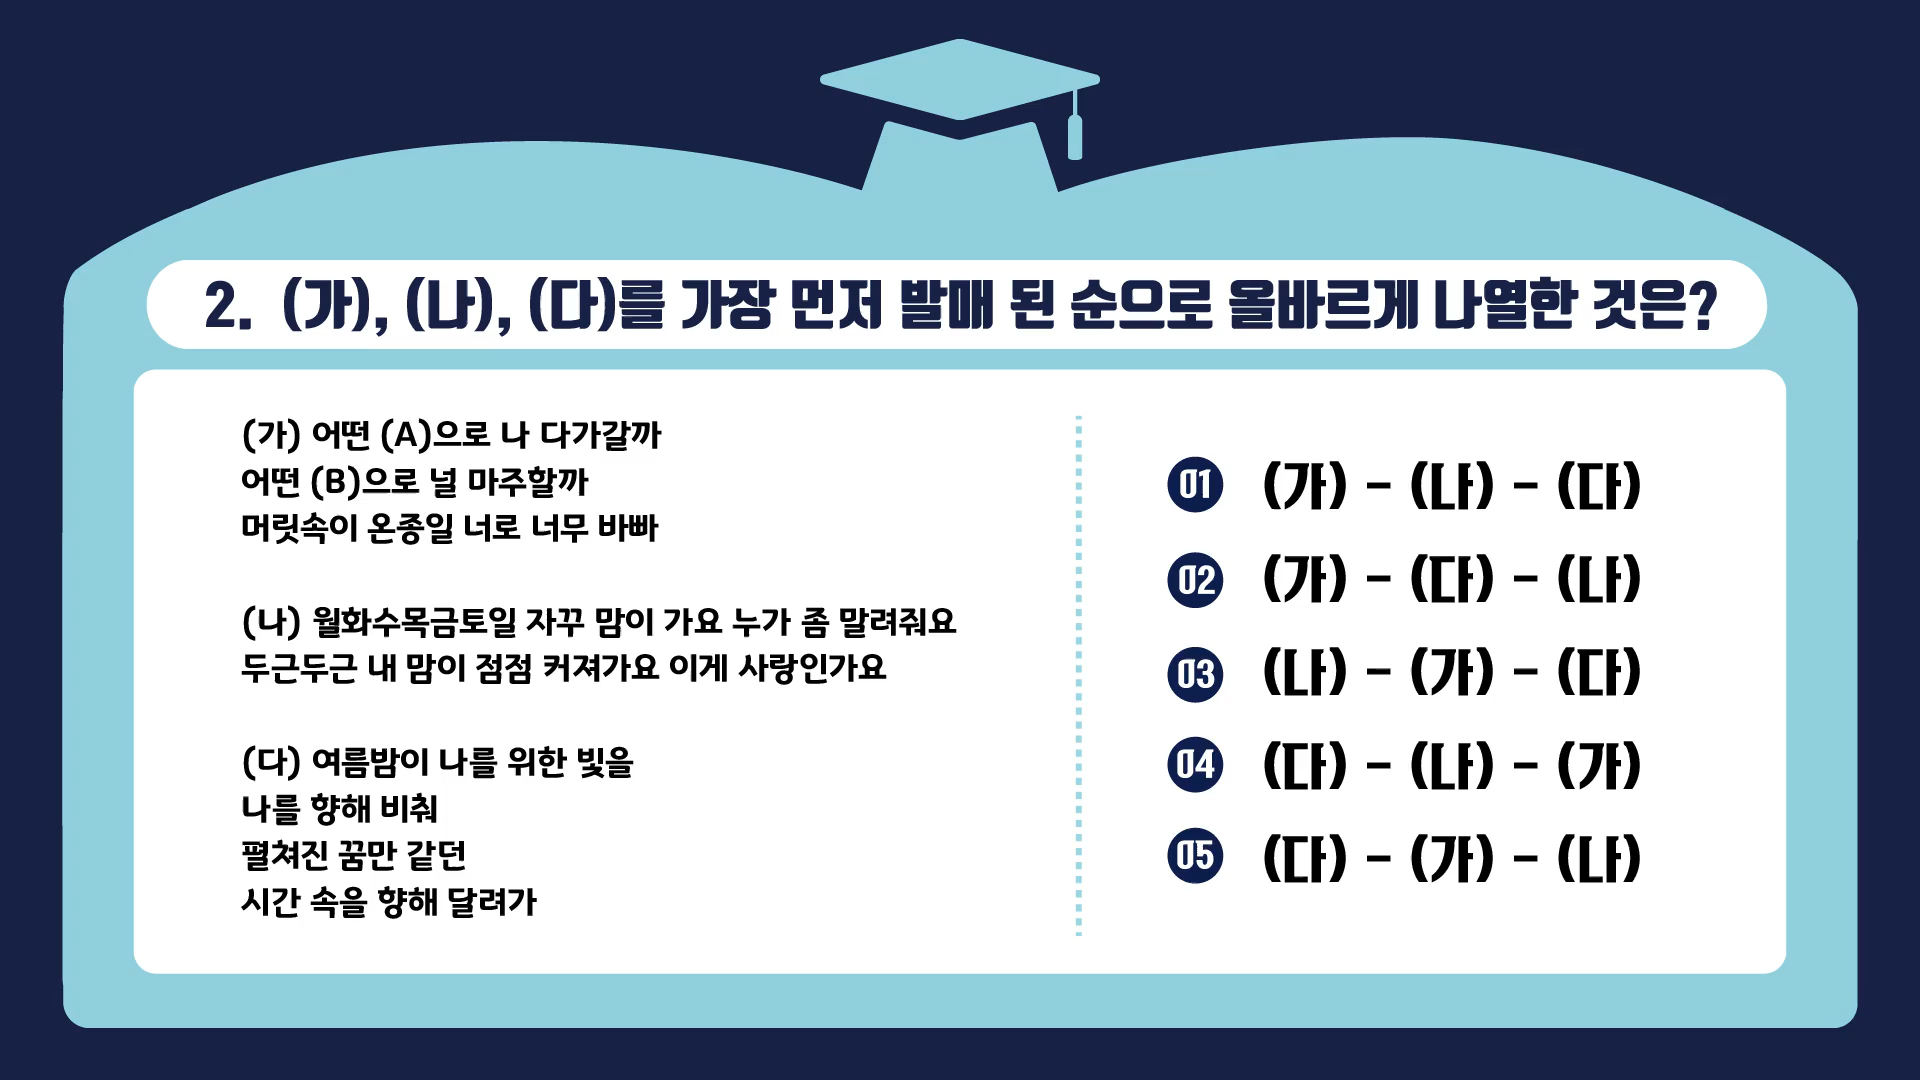 2. (가), (나), (다)를 가장 먼저 발매 된 순으로 올바르게 나열한 것은?
(가) 어떤 (A)으로 나 다가갈까
어떤 (B)으로 널 마주할까
머릿속이 온종일 너로 너무 바빠
(나) 월화수목금토일 자꾸 맘이 가요 누가 좀 말려줘요
두근두근 내 맘이 점점 커져가요 이게 사랑인가요
(다) 여름밤이 나를 위한 빛을
나를 향해 비춰
펼쳐진 꿈만 같던
시간 속을 향해 달려가
01 (가) - (나) - (다)
02 (가) - (다) - (나)
03 (나) - (가) - (다)
04 (다) - (나) - (가)
05 (다) - (가) - (나)